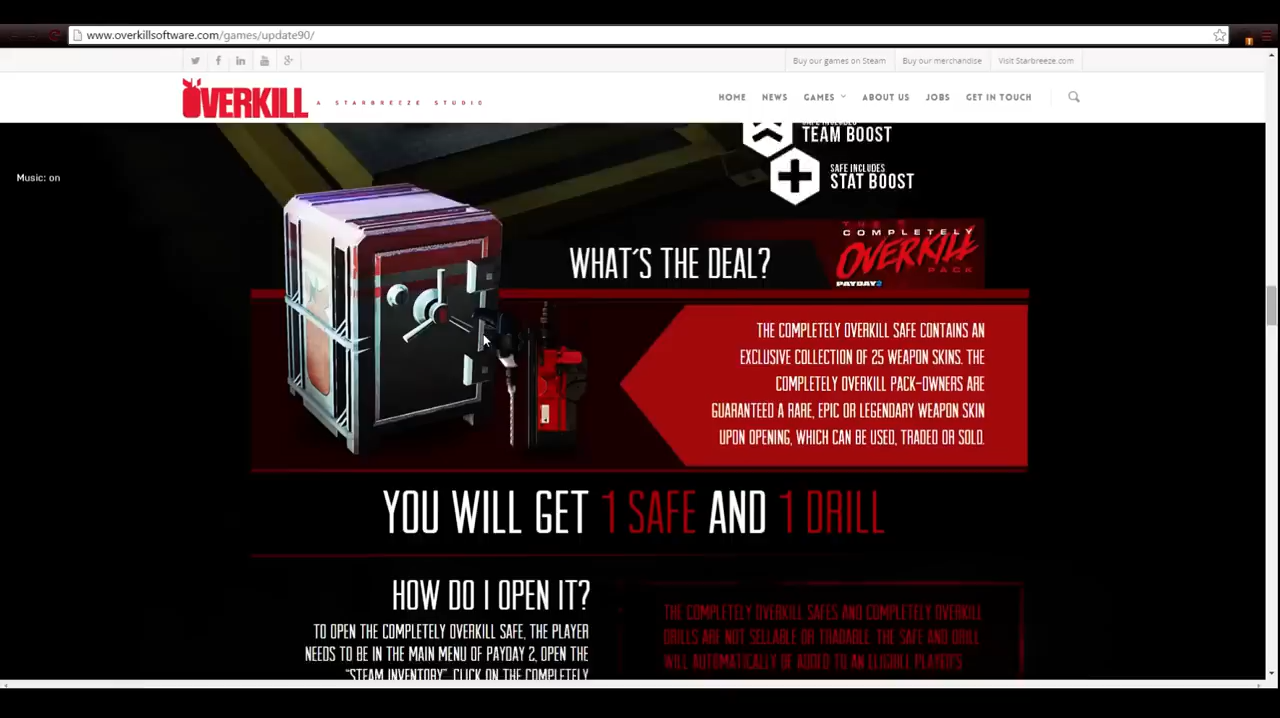 www.overkillsoftware.com/games/update90/
Buy our games on Steam
Buy our merchandise
Visit Starbreeze.com
OVERKILL A STARBREEZE STUDIO
HOME NEWS GAMES ABOUT US JOBS GET IN TOUCH
SAFE INCLUDES
TEAM BOOST
Music: on
SAFE INCLUDES
STAT BOOST
WHAT'S THE DEAL?
THE
COMPLETELY
OVERKILL
PACK
PAYDAY 2
THE COMPLETELY OVERKILL SAFE CONTAINS AN
EXCLUSIVE COLLECTION OF 25 WEAPON SKINS. THE
COMPLETELY OVERKILL PACK-OWNERS ARE
GUARANTEED A RARE, EPIC OR LEGENDARY WEAPON SKIN
UPON OPENING, WHICH CAN BE USED, TRADED OR SOLD.
YOU WILL GET 1 SAFE AND 1 DRILL
HOW DO I OPEN IT?
TO OPEN THE COMPLETELY OVERKILL SAFE, THE PLAYER
NEEDS TO BE IN THE MAIN MENU OF PAYDAY 2, OPEN THE
"STEAM INVENTORY", CLICK ON THE COMPLETELY
THE COMPLETELY OVERKILL SAFES AND COMPLETELY OVERKILL
DRILLS ARE NOT SELLABLE OR TRADABLE. THE SAFE AND DRILL
WILL AUTOMATICALLY BE ADDED TO AN ELIGIBLE PLAYER'S